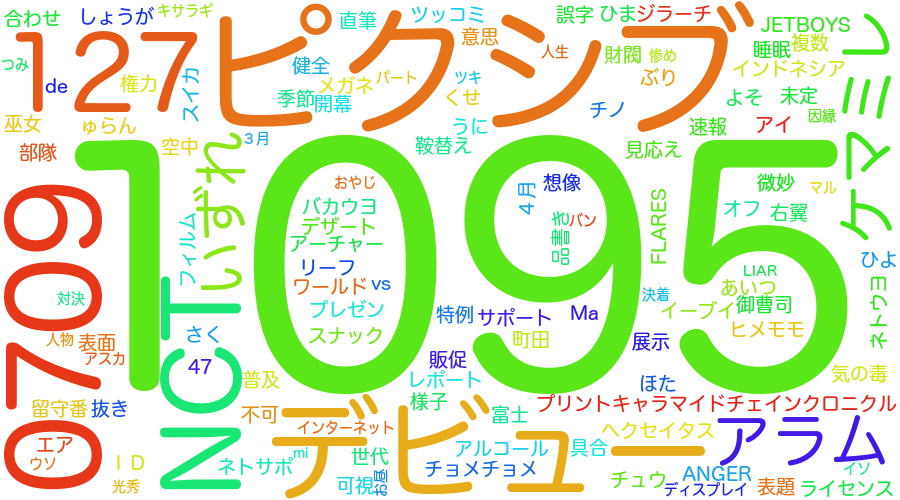 合わせ
しょうが
キサラギ
ピクシブ
直筆
ツッコミ
誤字
ひま
ジラーチ
JETBOYS
ケマミレ
127
つみ
de
権力
スイカ
健全
メガネ
パート
意思
ツキ
くせ
人生
財閥
惨め
ぶり
睡眠
複数
インドネシア
季節
開幕
チノ
よそ
未定
因縁
巫女
ゅらん
3月
うに
速報
アイ
部隊
空中
いずれ
鞍替え
見応え
1095
おやじ
4月
想像
微妙
マル
バカウヨ
デザート
アーチャー
品書き
バン
FLARES
オフ
右翼
フィルム
リーフ
ワールド
vs
LIAR
ひよ
0709
対決
プレゼン
決着
あいつ
御曹司
イーブイ
ネトウヨ
NCT
さく
スナック
特例
サポート
Ma
町田
展示
ヒメモモ
人物
表面
アスカ
47
販促
普及
レポート
ほた
気の毒
留守番
抜き
様子
プリントキャラマイドチェインクロニクル
不可
デビュー
富士
インターネット
ヘクセイタス
アラム
エア
ウソ
ID
ネトサポ
mi
世代
アルコール
具合
チョメチョメ
イソ
光秀
可視
お昼
チュウ
ANGER
ディスプレイ
表題
ライセンス